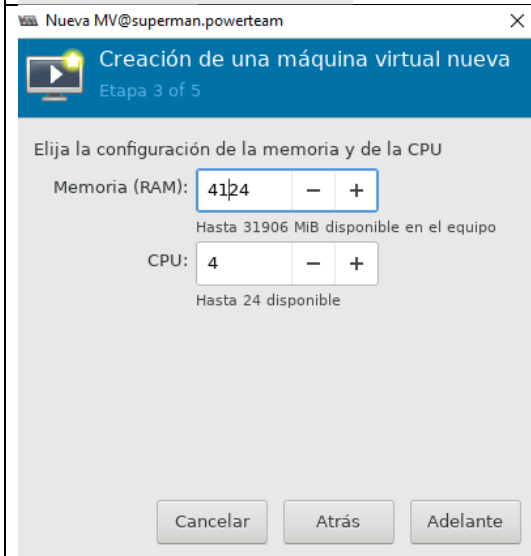 Nueva MV@superman.powerteam
Creación de una máquina virtual nueva
Etapa 3 of 5
Elija la configuración de la memoria y de la CPU
Memoria (RAM): 4124 − +
Hasta 31906 MiB disponible en el equipo
CPU: 4 − +
Hasta 24 disponible
Cancelar Atrás Adelante